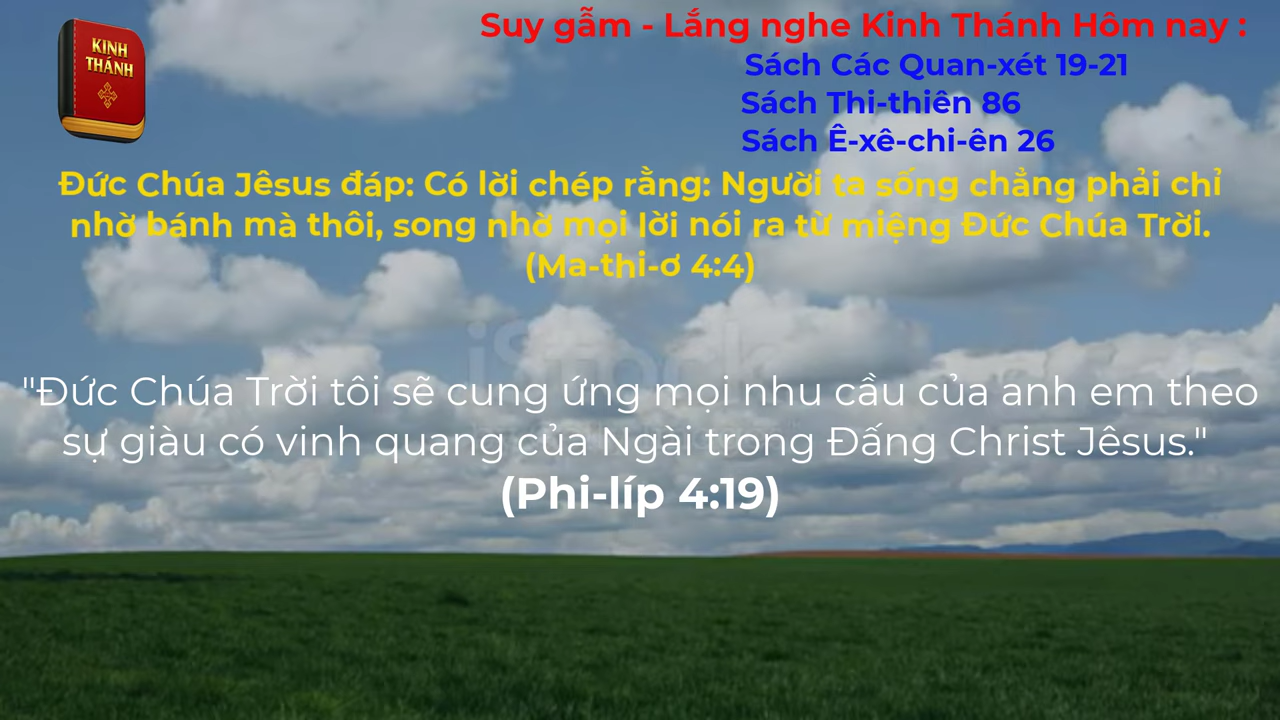 KINH
THÁNH
Suy gẫm - Lắng nghe Kinh Thánh Hôm nay :
Sách Các Quan-xét 19-21
Sách Thi-thiên 86
Sách Ê-xê-chi-ên 26
Đức Chúa Jêsus đáp: Có lời chép rằng: Người ta sống chẳng phải chỉ
nhờ bánh mà thôi, song nhờ mọi lời nói ra từ miệng Đức Chúa Trời.
(Ma-thi-ơ 4:4)
iStock
"Đức Chúa Trời tôi sẽ cung ứng mọi nhu cầu của anh em theo
sự giàu có vinh quang của Ngài trong Đấng Christ Jêsus."
(Phi-líp 4:19)